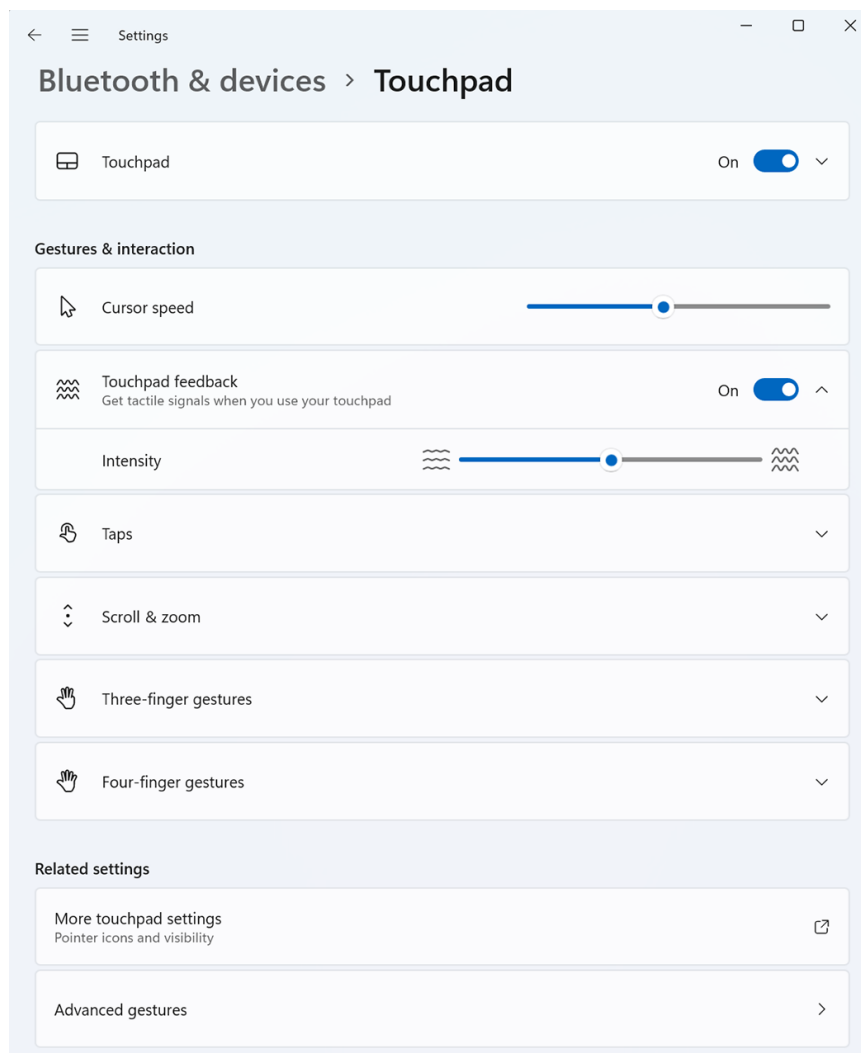 Settings
Bluetooth & devices > Touchpad
Touchpad
On
Gestures & interaction
Cursor speed
Touchpad feedback
Get tactile signals when you use your touchpad
On
Intensity
Taps
Scroll & zoom
Three-finger gestures
Four-finger gestures
Related settings
More touchpad settings
Pointer icons and visibility
Advanced gestures